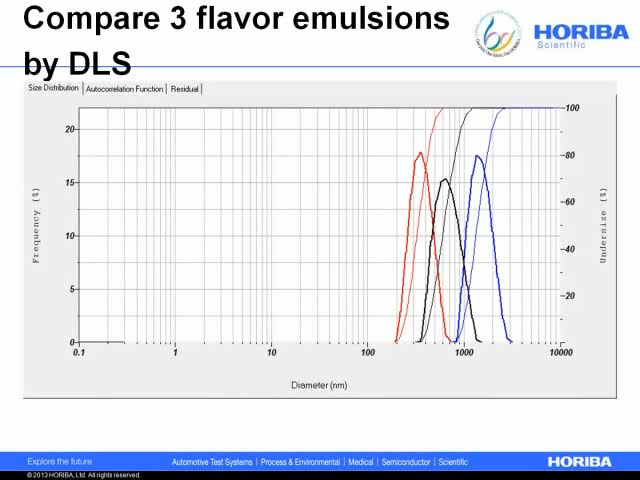 Compare 3 flavor emulsions
by DLS
HORIBA
Scientific
Size Distribution | Autocorrelation Function | Residual
20
15
10
5
0
Frequency (%)
100
80
60
40
20
Undersize (%)
0.1 1 10 100 1000 10000
Diameter (nm)
Explore the future
Automotive Test Systems | Process & Environmental | Medical | Semiconductor | Scientific
HORIBA
© 2013 HORIBA, Ltd. All rights reserved.